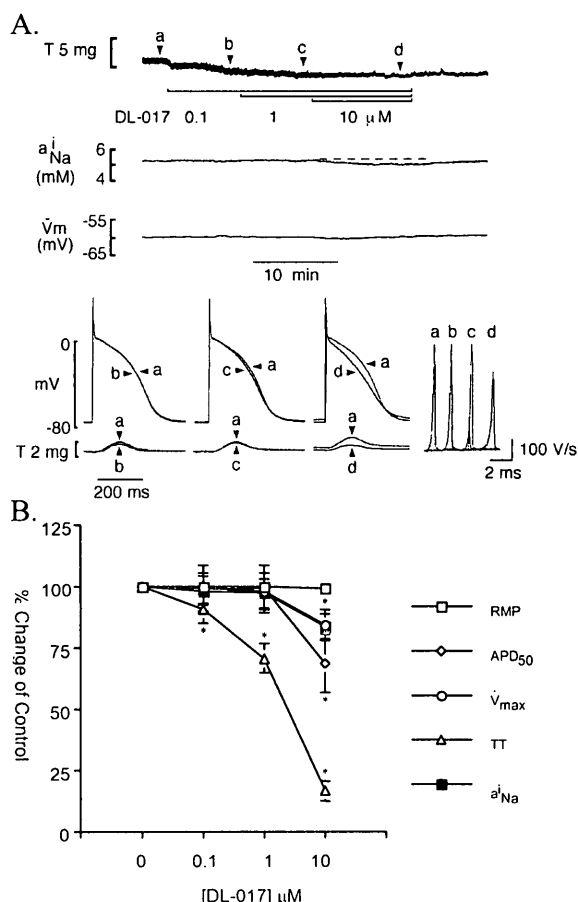 A.
T 5 mg
a b c d
DL-017 0.1 1 10 μM
a i Na (mM)
6
4
V̄m (mV)
-55
-65
10 min
0
mV
-80
b a
c a
d a
a b c d
T 2 mg
a a a
b c d
200 ms
100 V/s
2 ms
B.
% Change of Control
125
100
75
50
25
0
* * * * * *
0 0.1 1 10
[DL-017] μM
RMP
APD50
V̇max
TT
aiNa